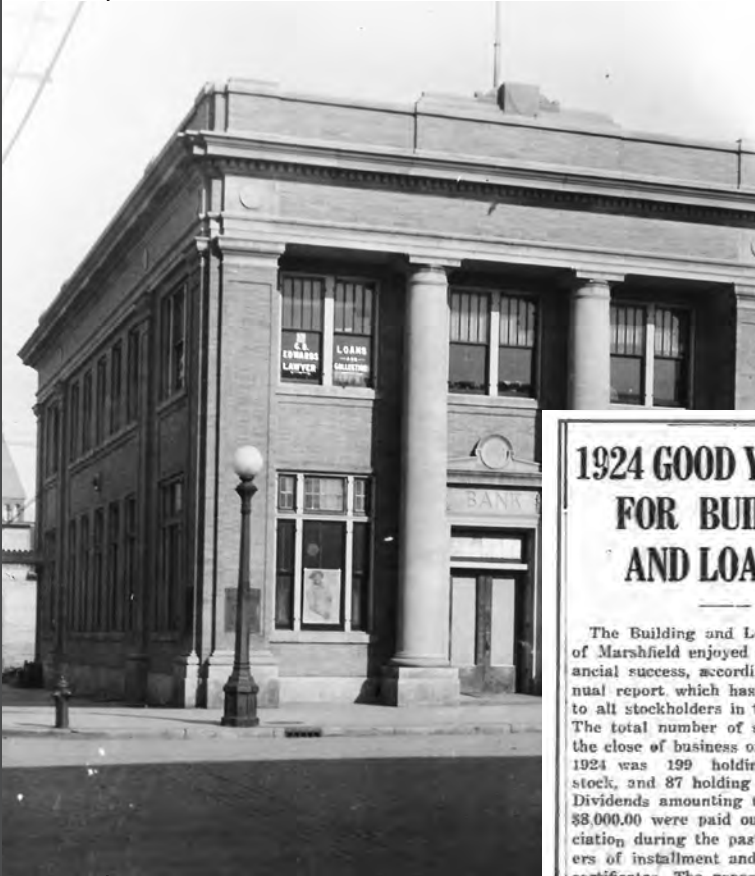 C. B.
EDWARDS
LAWYER
LOANS
AND
COLLECTIONS
BANK
1924 GOOD Y
FOR BUI
AND LOA
The Building and L
of Marshfield enjoyed
ancial success, accordi
nual report which has
to all stockholders in
The total number of
the close of business o
1924 was 199 holdin
stock, and 87 holding
Dividends amounting
$8,000.00 were paid ou
ciation during the pas
ers of installment and